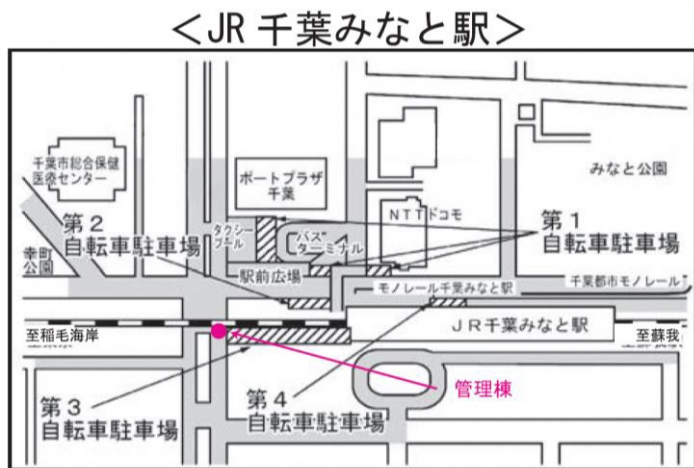 ＜JR 千葉みなと駅＞
千葉市総合保健
医療センター
ポートプラザ
千葉
みなと公園
第2
自転車駐車場
タクシー
プール
バス
ターミナル
NTTドコモ
第1
自転車駐車場
幸町
公園
駅前広場
モノレール千葉みなと駅
千葉都市モノレール
至稲毛海岸
JR千葉みなと駅
至蘇我
第3
自転車駐車場
第4
自転車駐車場
管理棟